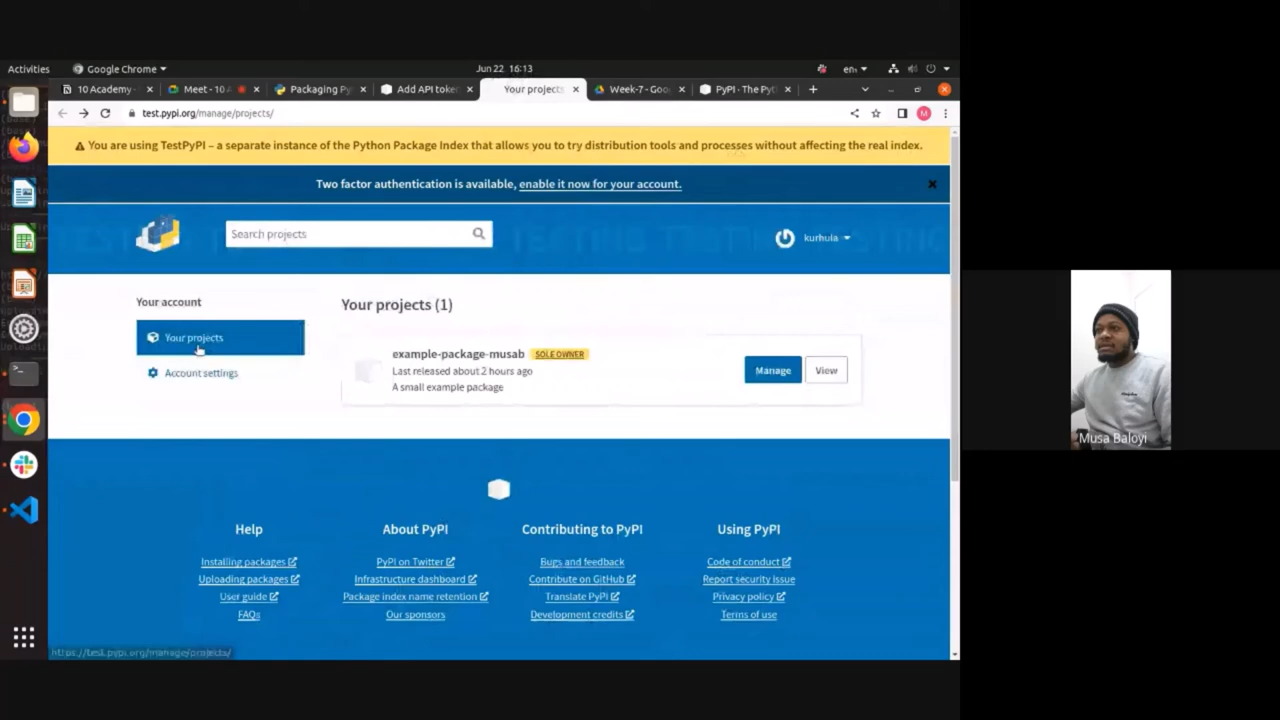 Activities
Google Chrome
Jun 22 16:13
en
10 Academy
Meet - 10 A
Packaging Py
Add API toke
Your projects
Week-7 - Goo
PyPI · The Pyt
test.pypi.org/manage/projects/
M
You are using TestPyPI – a separate instance of the Python Package Index that allows you to try distribution tools and processes without affecting the real index.
Two factor authentication is available, enable it now for your account.
Search projects
kurhula
Your account
Your projects
Account settings
Your projects (1)
example-package-musab SOLE OWNER
Last released about 2 hours ago
A small example package
Manage
View
Musa Baloyi
Help
Installing packages
Uploading packages
User guide
FAQs
About PyPI
PyPI on Twitter
Infrastructure dashboard
Package index name retention
Our sponsors
Contributing to PyPI
Bugs and feedback
Contribute on GitHub
Translate PyPI
Development credits
Using PyPI
Code of conduct
Report security issue
Privacy policy
Terms of use
https://test.pypi.org/manage/projects/